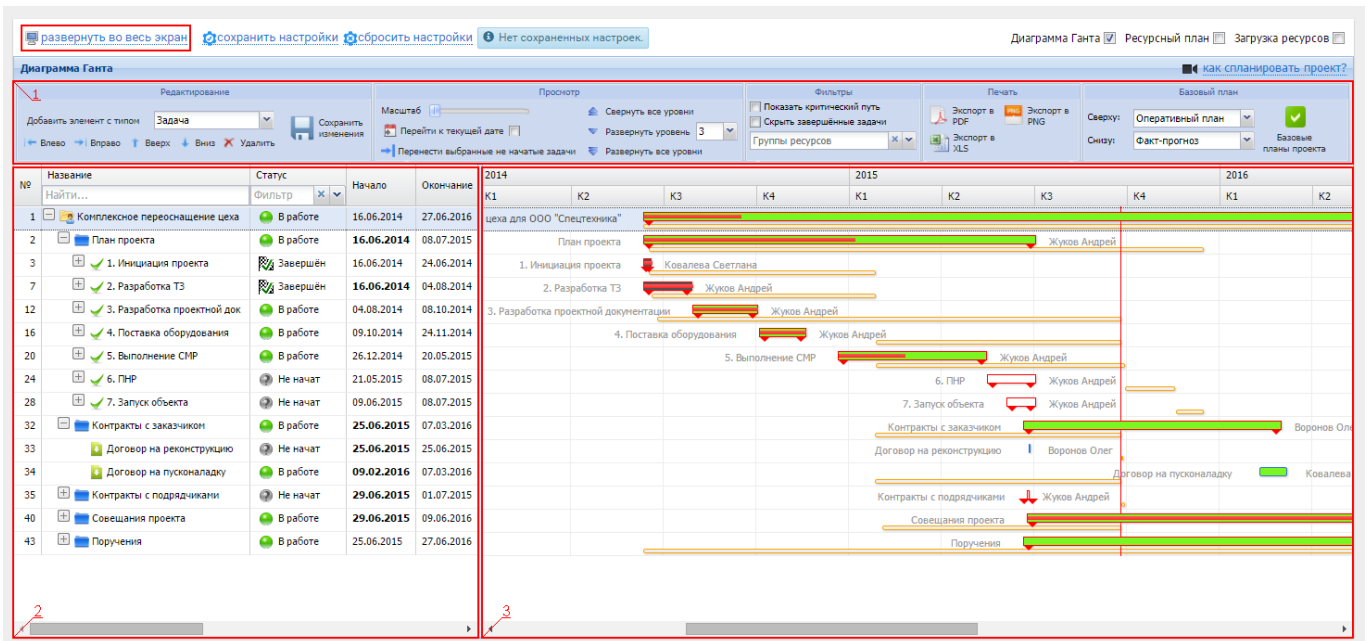 развернуть во весь экран сохранить настройки сбросить настройки Нет сохраненных настроек. Диаграмма Ганта Ресурсный план Загрузка ресурсов
Диаграмма Ганта как спланировать проект?
1 Редактирование Просмотр Фильтры Печать Базовый план
Добавить элемент с типом Задача Сохранить изменения
Влево Вправо Вверх Вниз Удалить
Масштаб Свернуть все уровни
Перейти к текущей дате Развернуть уровень 3
Перенести выбранные не начатые задачи Развернуть все уровни
Показать критический путь
Скрыть завершённые задачи
Группы ресурсов
Экспорт в PDF PNG Экспорт в PNG
Экспорт в XLS
Сверху: Оперативный план
Снизу: Факт-прогноз
Базовые планы проекта
№ Название Статус Начало Окончание
Найти... Фильтр
2014 2015 2016
К1 К2 К3 К4 К1 К2 К3 К4 К1 К2
1 Комплексное переоснащение цеха В работе 16.06.2014 27.06.2016 цеха для ООО "Спецтехника"
2 План проекта В работе 16.06.2014 08.07.2015 План проекта Жуков Андрей
3 1. Инициация проекта Завершён 16.06.2014 24.06.2014 1. Инициация проекта Ковалева Светлана
7 2. Разработка ТЗ Завершён 16.06.2014 04.08.2014 2. Разработка ТЗ Жуков Андрей
12 3. Разработка проектной док В работе 04.08.2014 08.10.2014 3. Разработка проектной документации Жуков Андрей
16 4. Поставка оборудования В работе 09.10.2014 24.11.2014 4. Поставка оборудования Жуков Андрей
20 5. Выполнение СМР В работе 26.12.2014 20.05.2015 5. Выполнение СМР Жуков Андрей
24 6. ПНР Не начат 21.05.2015 08.07.2015 6. ПНР Жуков Андрей
28 7. Запуск объекта Не начат 09.06.2015 08.07.2015 7. Запуск объекта Жуков Андрей
32 Контракты с заказчиком В работе 25.06.2015 07.03.2016 Контракты с заказчиком Воронов Оле
33 Договор на реконструкцию Не начат 25.06.2015 25.06.2015 Договор на реконструкцию Воронов Олег
34 Договор на пусконаладку В работе 09.02.2016 07.03.2016 Договор на пусконаладку Ковалева
35 Контракты с подрядчиками Не начат 29.06.2015 01.07.2015 Контракты с подрядчиками Жуков Андрей
40 Совещания проекта В работе 29.06.2015 09.06.2016 Совещания проекта
43 Поручения В работе 25.06.2015 27.06.2016 Поручения
2 3